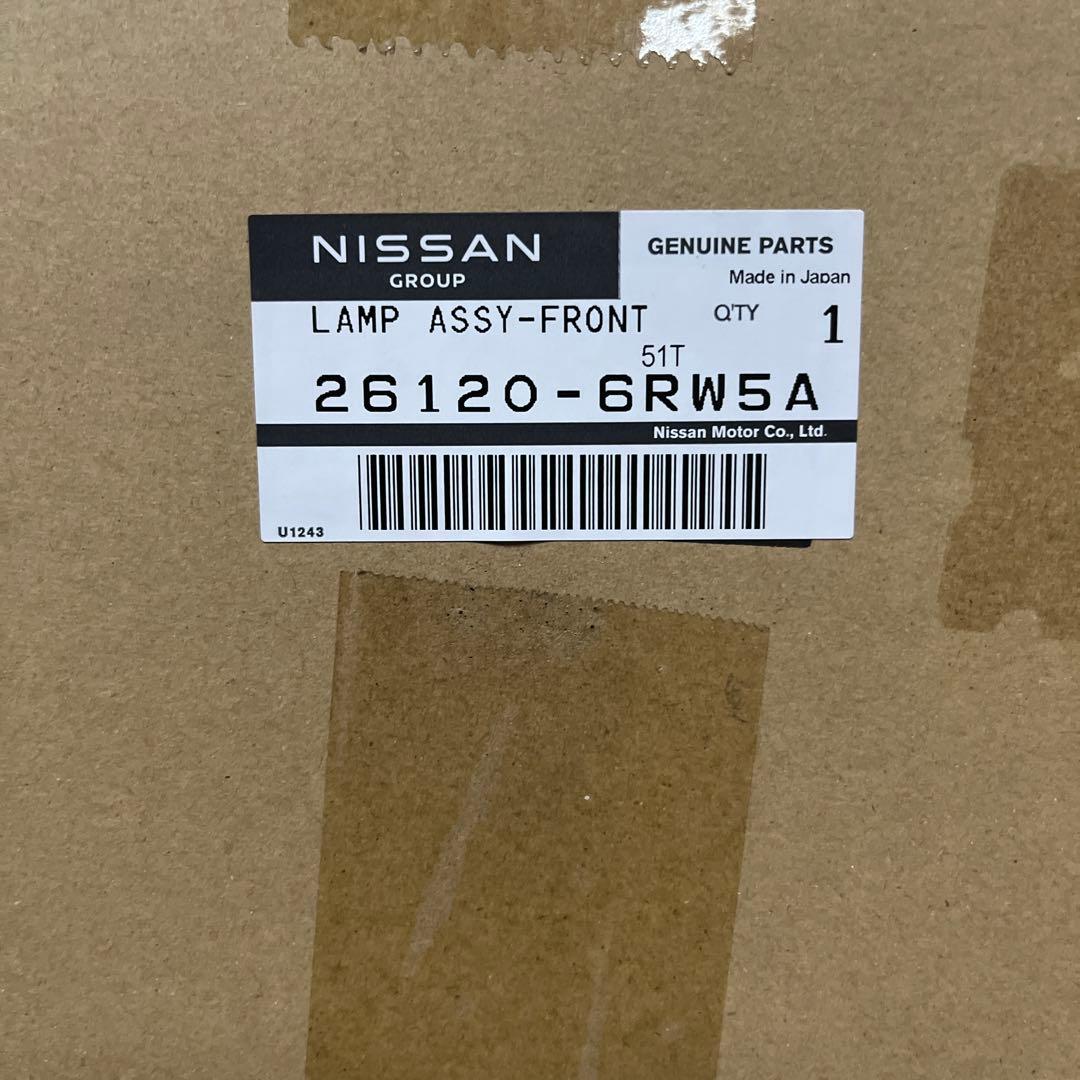 NISSAN
GROUP
GENUINE PARTS
Made in Japan
LAMP ASSY-FRONT Q'TY 1
51T
26120-6RW5A
Nissan Motor Co., Ltd.
U1243